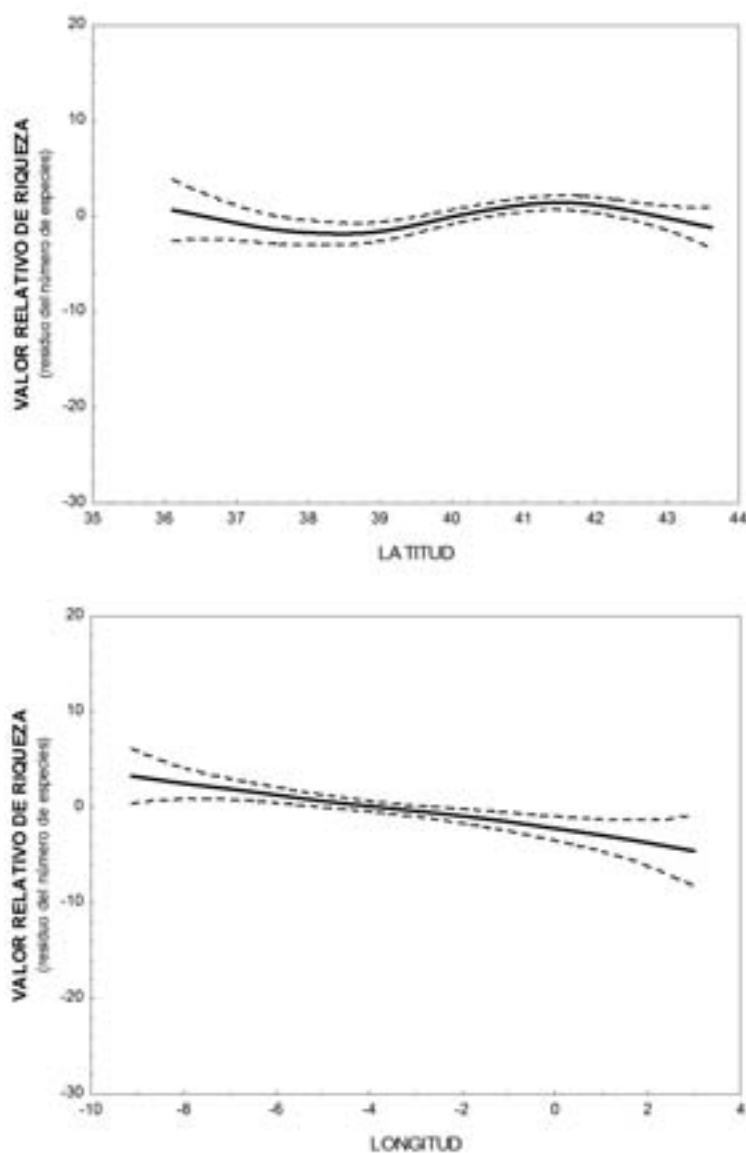 20
10
0
-10
-20
-30
VALOR RELATIVO DE RIQUEZA
(residuo del número de especies)
35 36 37 38 39 40 41 42 43 44
LATITUD
20
10
0
-10
-20
-30
VALOR RELATIVO DE RIQUEZA
(residuo del número de especies)
-10 -8 -6 -4 -2 0 2 4
LONGITUD